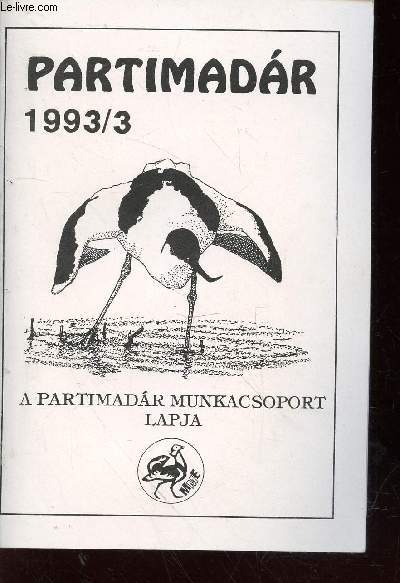 Le-livre.com
PARTIMADÁR
1993/3
A PARTIMADÁR MUNKACSOPORT
LAPJA